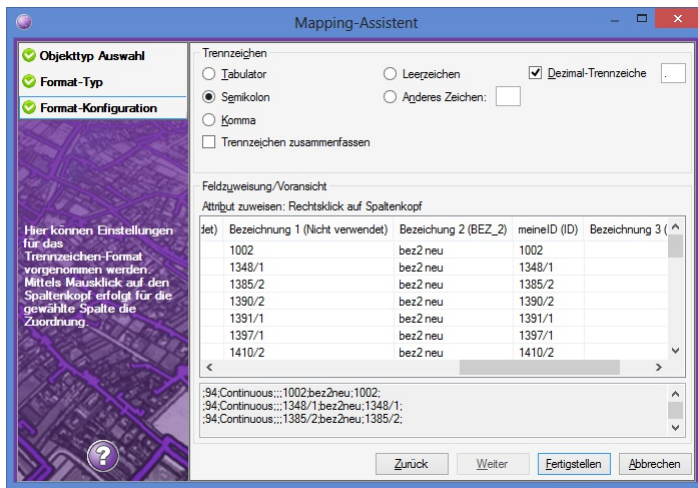 Mapping-Assistent
Objekttyp Auswahl
Format-Typ
Format-Konfiguration
Hier können Einstellungen
für das
Trennzeichen-Format
vorgenommen werden.
Mittels Mausklick auf den
Spaltenkopf erfolgt für die
gewählte Spalte die
Zuordnung.
?
Trennzeichen
Tabulator
Leerzeichen
Dezimal-Trennzeiche
.
Semikolon
Anderes Zeichen:
Komma
Trennzeichen zusammenfassen
Feldzuweisung/Voransicht
Attribut zuweisen: Rechtsklick auf Spaltenkopf
det) Bezeichnung 1 (Nicht verwendet) Bezeichung 2 (BEZ_2) meineID (ID) Bezeichnung 3 (
1002 bez2 neu 1002
1348/1 bez2 neu 1348/1
1385/2 bez2 neu 1385/2
1390/2 bez2 neu 1390/2
1391/1 bez2 neu 1391/1
1397/1 bez2 neu 1397/1
1410/2 bez2 neu 1410/2
;94;Continuous;;;1002;bez2neu;1002;
;94;Continuous;;;1348/1;bez2neu;1348/1;
;94;Continuous;;;1385/2;bez2neu;1385/2;
Zurück Weiter Fertigstellen Abbrechen